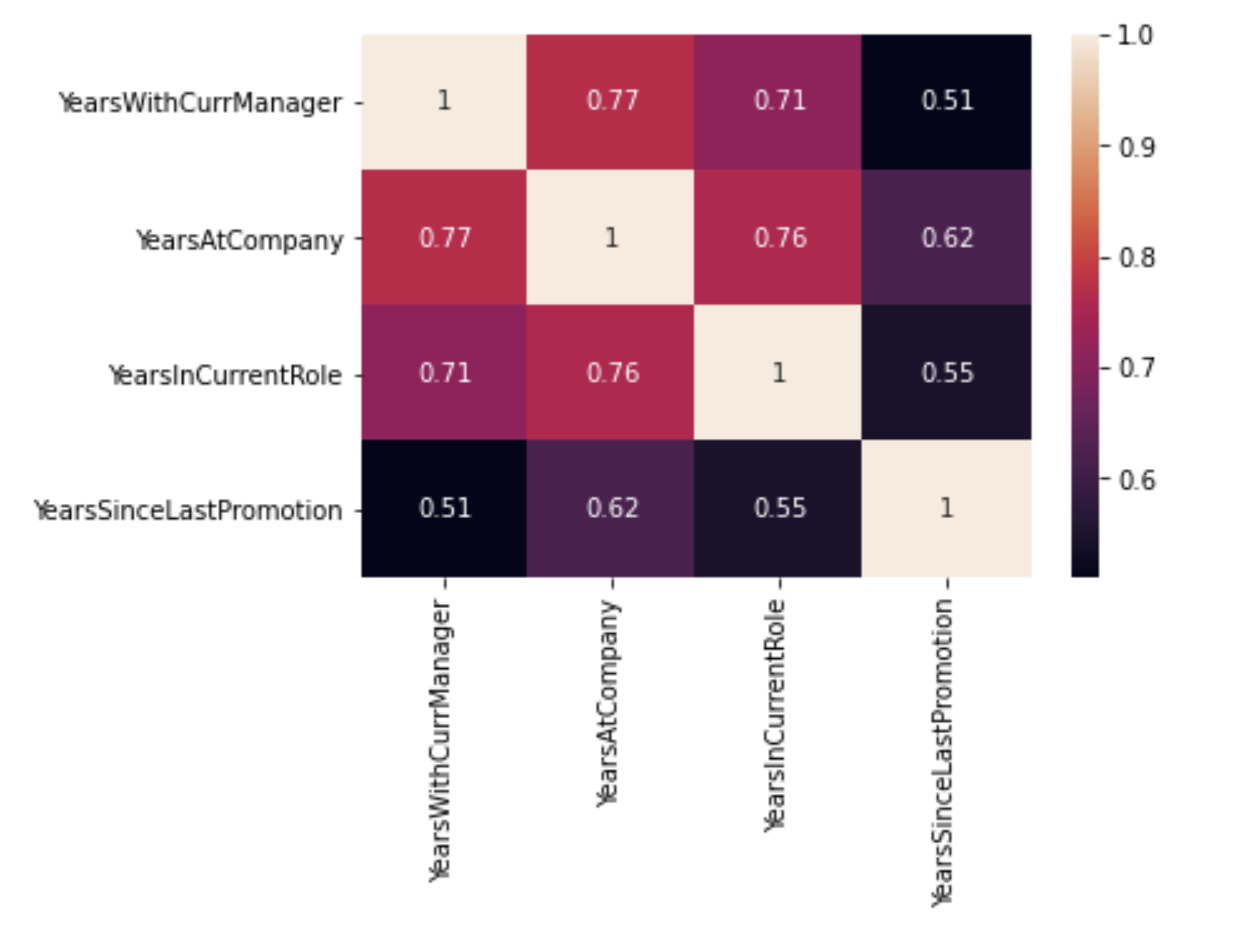 YearsWithCurrManager 1 0.77 0.71 0.51
YearsAtCompany 0.77 1 0.76 0.62
YearsInCurrentRole 0.71 0.76 1 0.55
YearsSinceLastPromotion 0.51 0.62 0.55 1
YearsWithCurrManager
YearsAtCompany
YearsInCurrentRole
YearsSinceLastPromotion
1.0
0.9
0.8
0.7
0.6